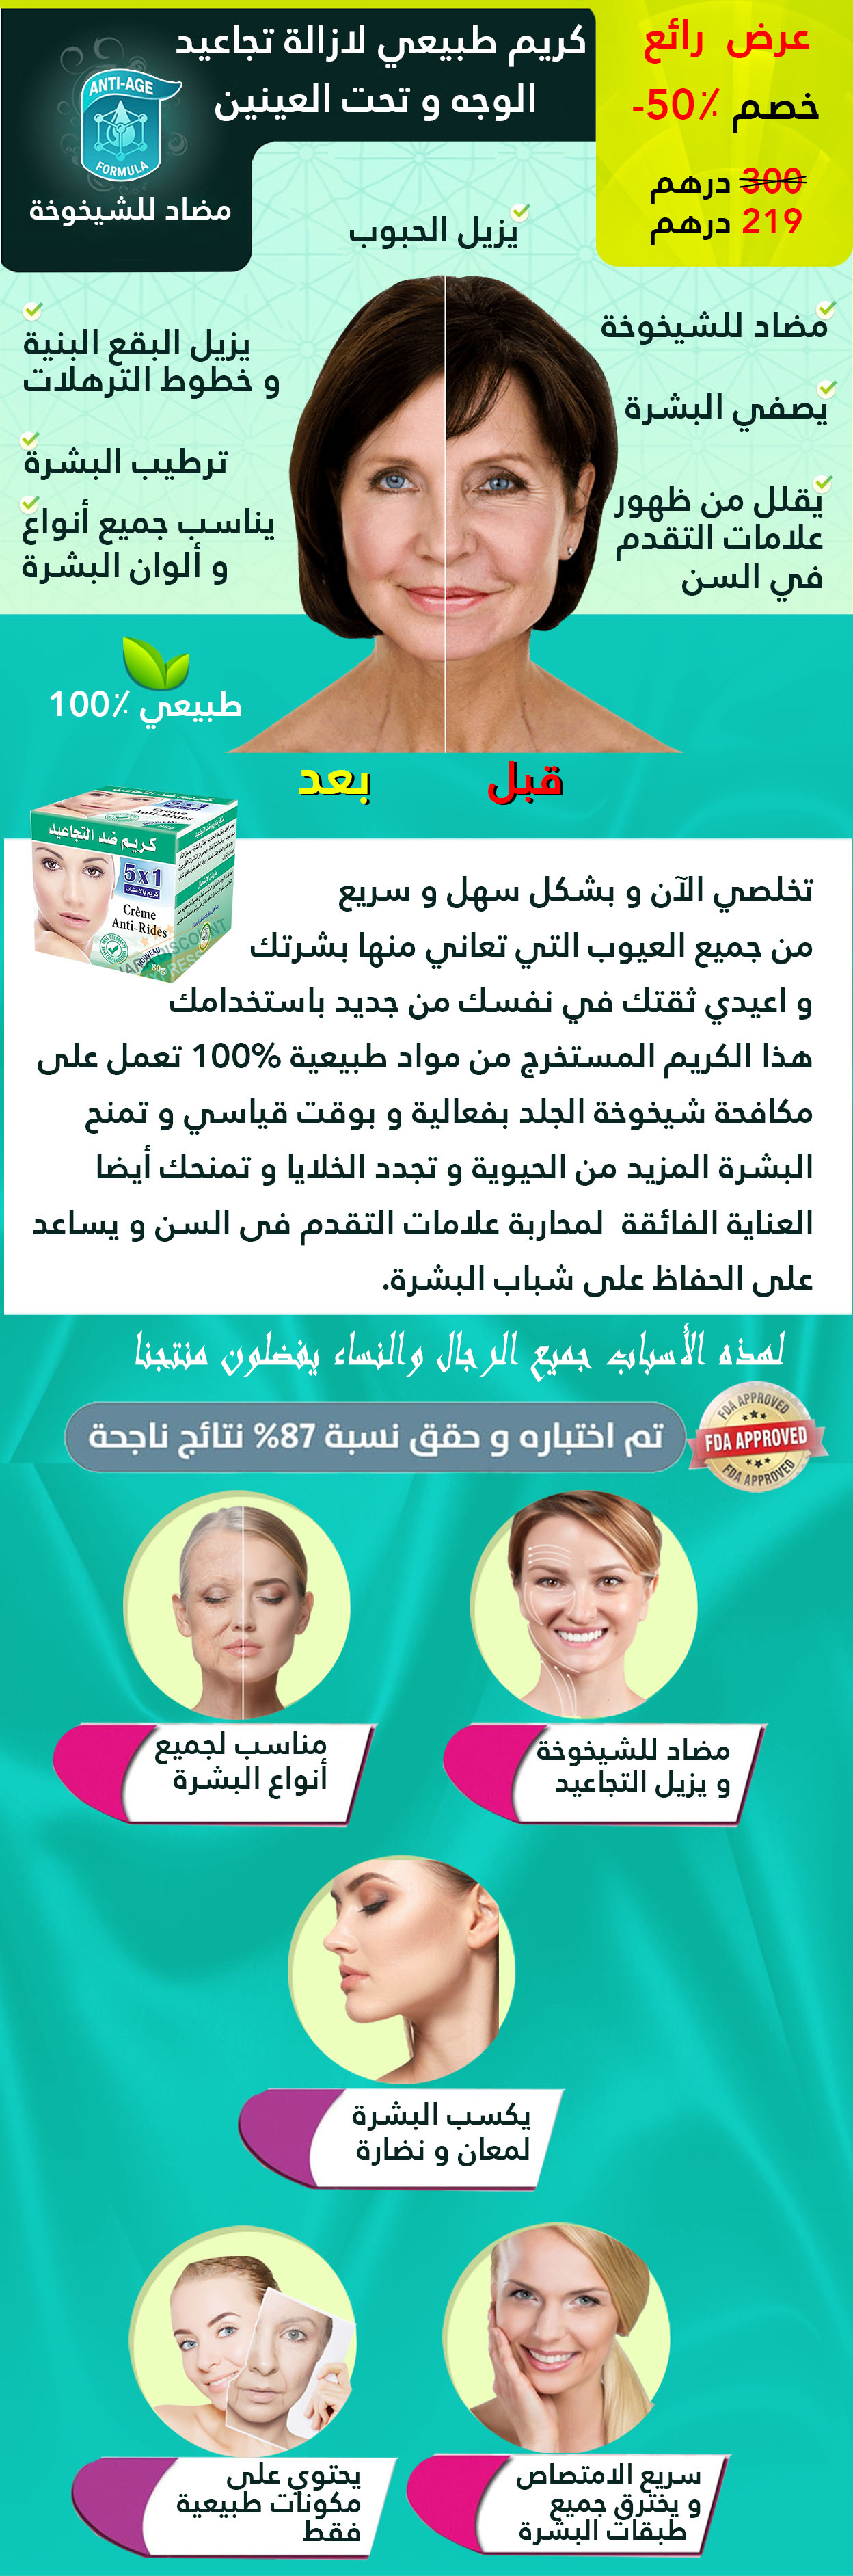 عرض رائع
خصم 50٪-
300 درهم
219 درهم
كريم طبيعي لازالة تجاعيد
الوجه و تحت العينين
ANTI-AGE
FORMULA
مضاد للشيخوخة
يزيل الحبوب
مضاد للشيخوخة
يصفي البشرة
يقلل من ظهور
علامات التقدم
في السن
يزيل البقع البنية
و خطوط الترهلات
ترطيب البشرة
يناسب جميع أنواع
و ألوان البشرة
طبيعي 100٪
قبل
بعد
كريم ضد التجاعيد
5x1
كريم بالأعشاب
Crème
Anti-Rides
80g
تخلصي الآن و بشكل سهل و سريع
من جميع العيوب التي تعاني منها بشرتك
و اعيدي ثقتك في نفسك من جديد باستخدامك
هذا الكريم المستخرج من مواد طبيعية 100% تعمل على
مكافحة شيخوخة الجلد بفعالية و بوقت قياسي و تمنح
البشرة المزيد من الحيوية و تجدد الخلايا و تمنحك أيضا
العناية الفائقة لمحاربة علامات التقدم فى السن و يساعد
على الحفاظ على شباب البشرة.
لهذه الأسباب جميع الرجال والنساء يفضلون منتجنا
تم اختباره و حقق نسبة 87% نتائج ناجحة
FDA APPROVED
FDA APPROVED
FDA APPROVED
مضاد للشيخوخة
و يزيل التجاعيد
مناسب لجميع
أنواع البشرة
يكسب البشرة
لمعان و نضارة
سريع الامتصاص
و يخترق جميع
طبقات البشرة
يحتوي على
مكونات طبيعية
فقط